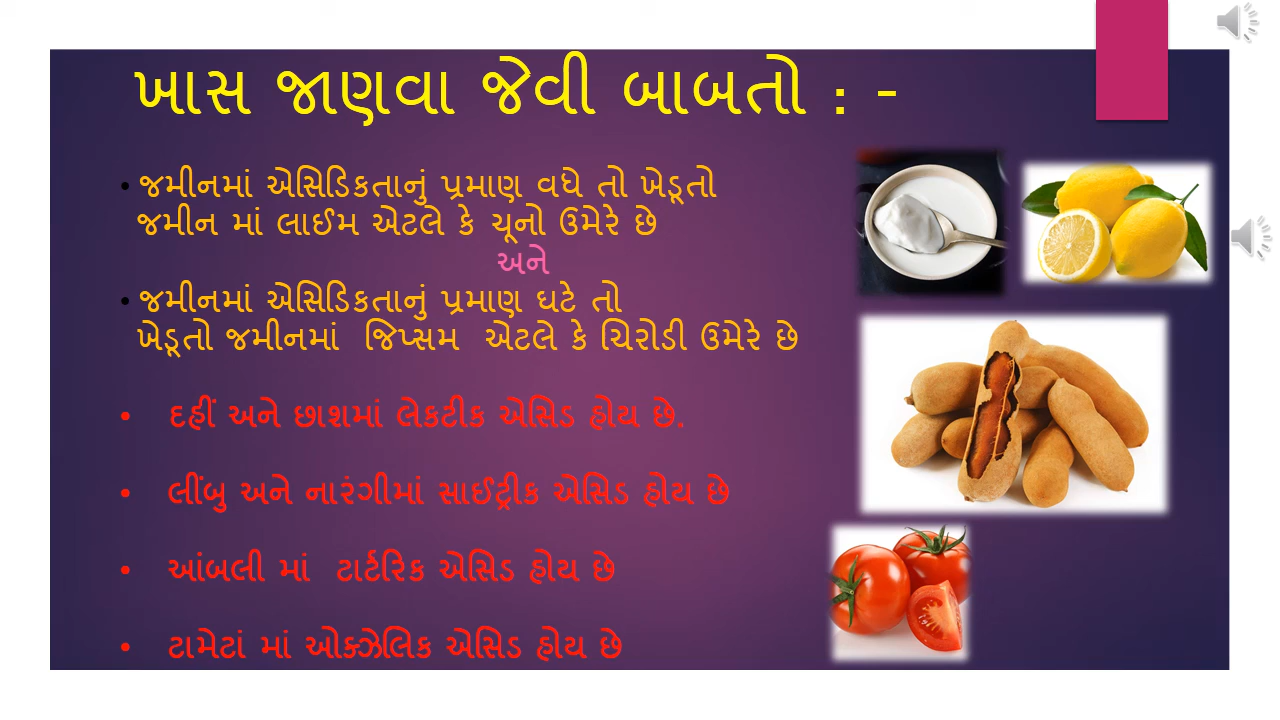 ખાસ જાણવા જેવી બાબતો : -
• જમીનમાં એસિડિકતાનું પ્રમાણ વધે તો ખેડૂતો
જમીન માં લાઈમ એટલે કે ચૂનો ઉમેરે છે
અને
• જમીનમાં એસિડિકતાનું પ્રમાણ ઘટે તો
ખેડૂતો જમીનમાં જિપ્સમ એટલે કે ચિરોડી ઉમેરે છે
• દહીં અને છાશમાં લેકટીક એસિડ હોય છે.
• લીંબુ અને નારંગીમાં સાઈટ્રીક એસિડ હોય છે
• આંબલી માં ટાર્ટરિક એસિડ હોય છે
• ટામેટાં માં ઓક્ઝેલિક એસિડ હોય છે